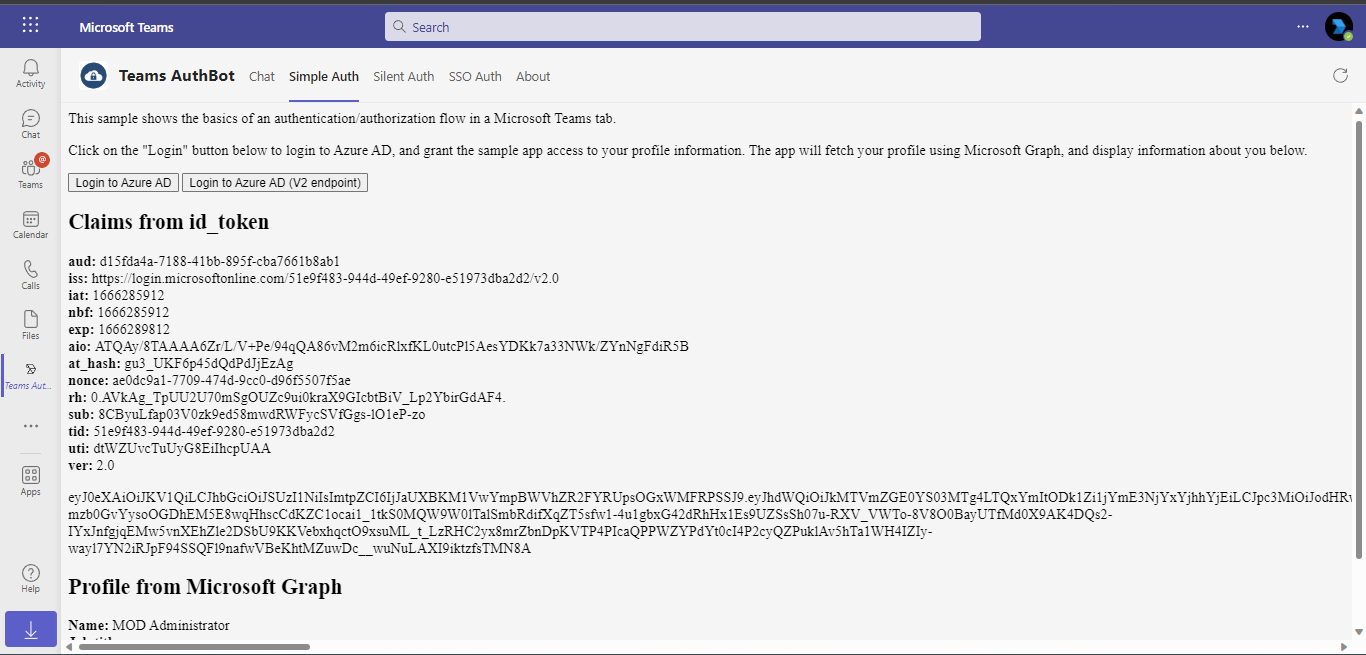 Microsoft Teams
Search
Activity
Chat
Teams
Calendar
Calls
Files
Teams Aut...
Apps
Help
Teams AuthBot Chat Simple Auth Silent Auth SSO Auth About
This sample shows the basics of an authentication/authorization flow in a Microsoft Teams tab.
Click on the "Login" button below to login to Azure AD, and grant the sample app access to your profile information. The app will fetch your profile using Microsoft Graph, and display information about you below.
Login to Azure AD Login to Azure AD (V2 endpoint)
Claims from id_token
aud: d15fda4a-7188-41bb-895f-cba7661b8ab1
iss: https://login.microsoftonline.com/51e9f483-944d-49ef-9280-e51973dba2d2/v2.0
iat: 1666285912
nbf: 1666285912
exp: 1666289812
aio: ATQAy/8TAAAA6Zr/L/V+Pe/94qQA86vM2m6icRlxfKL0utcPl5AesYDKk7a33NWk/ZYnNgFdiR5B
at_hash: gu3_UKF6p45dQdPdJjEzAg
nonce: ae0dc9a1-7709-474d-9cc0-d96f5507f5ae
rh: 0.AVkAg_TpUU2U70mSgOUZc9ui0kraX9GIcbtBiV_Lp2YbirGdAF4.
sub: 8CByuLfap03V0zk9ed58mwdRWFycSVfGgs-lO1eP-zo
tid: 51e9f483-944d-49ef-9280-e51973dba2d2
uti: dtWZUvcTuUyG8EiIhcpUAA
ver: 2.0
eyJ0eXAiOiJKV1QiLCJhbGciOiJSUzI1NiIsImtpZCI6IjJaUXBKM1VwYmpBWVhZR2FYRUpsOGxWMFRPSSJ9.eyJhdWQiOiJkMTVmZGE0YS03MTg4LTQxYmItODk1Zi1jYmE3NjYxYjhhYjEiLCJpc3MiOiJodHRw
mzb0GvYysoOGDhEM5E8wqHhscCdKZC1ocai1_1tkS0MQW9W0lTalSmbRdifXqZT5sfw1-4u1gbxG42dRhHx1Es9UZSsSh07u-RXV_VWTo-8V8O0BayUTfMd0X9AK4DQs2-
IYxJnfgjqEMw5vnXEhZle2DSbU9KKVebxhqctO9xsuML_t_LzRHC2yx8mrZbnDpKVTP4PIcaQPPWZYPdYt0cI4P2cyQZPuklAv5hTa1WH4IZIy-
wayl7YN2iRJpF94SSQFl9nafwVBeKhtMZuwDc__wuNuLAXI9iktzfsTMN8A
Profile from Microsoft Graph
Name: MOD Administrator